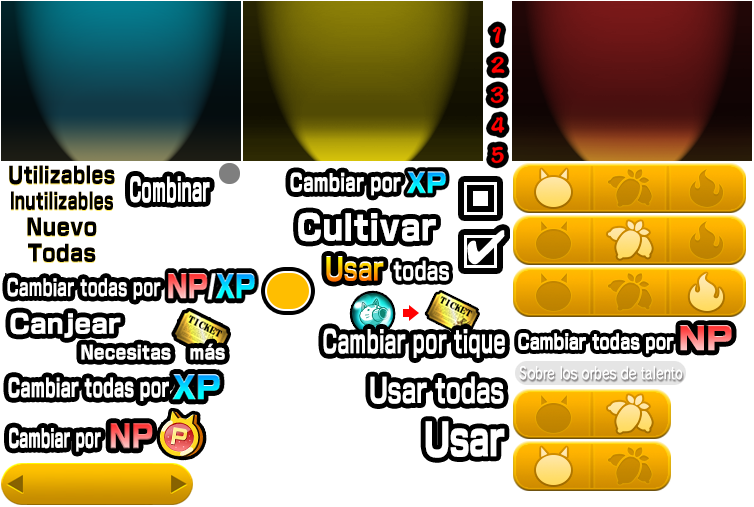 1
2
3
4
5
Utilizables
Inutilizables
Nuevo
Todas
Combinar
Cambiar por XP
Cultivar
Usar todas
Cambiar todas por NP/XP
Canjear
TICKET
Necesitas más
TICKET
Cambiar por tique
Cambiar todas por NP
Sobre los orbes de talento
Cambiar todas por XP
Usar todas
Cambiar por NP
P
Usar